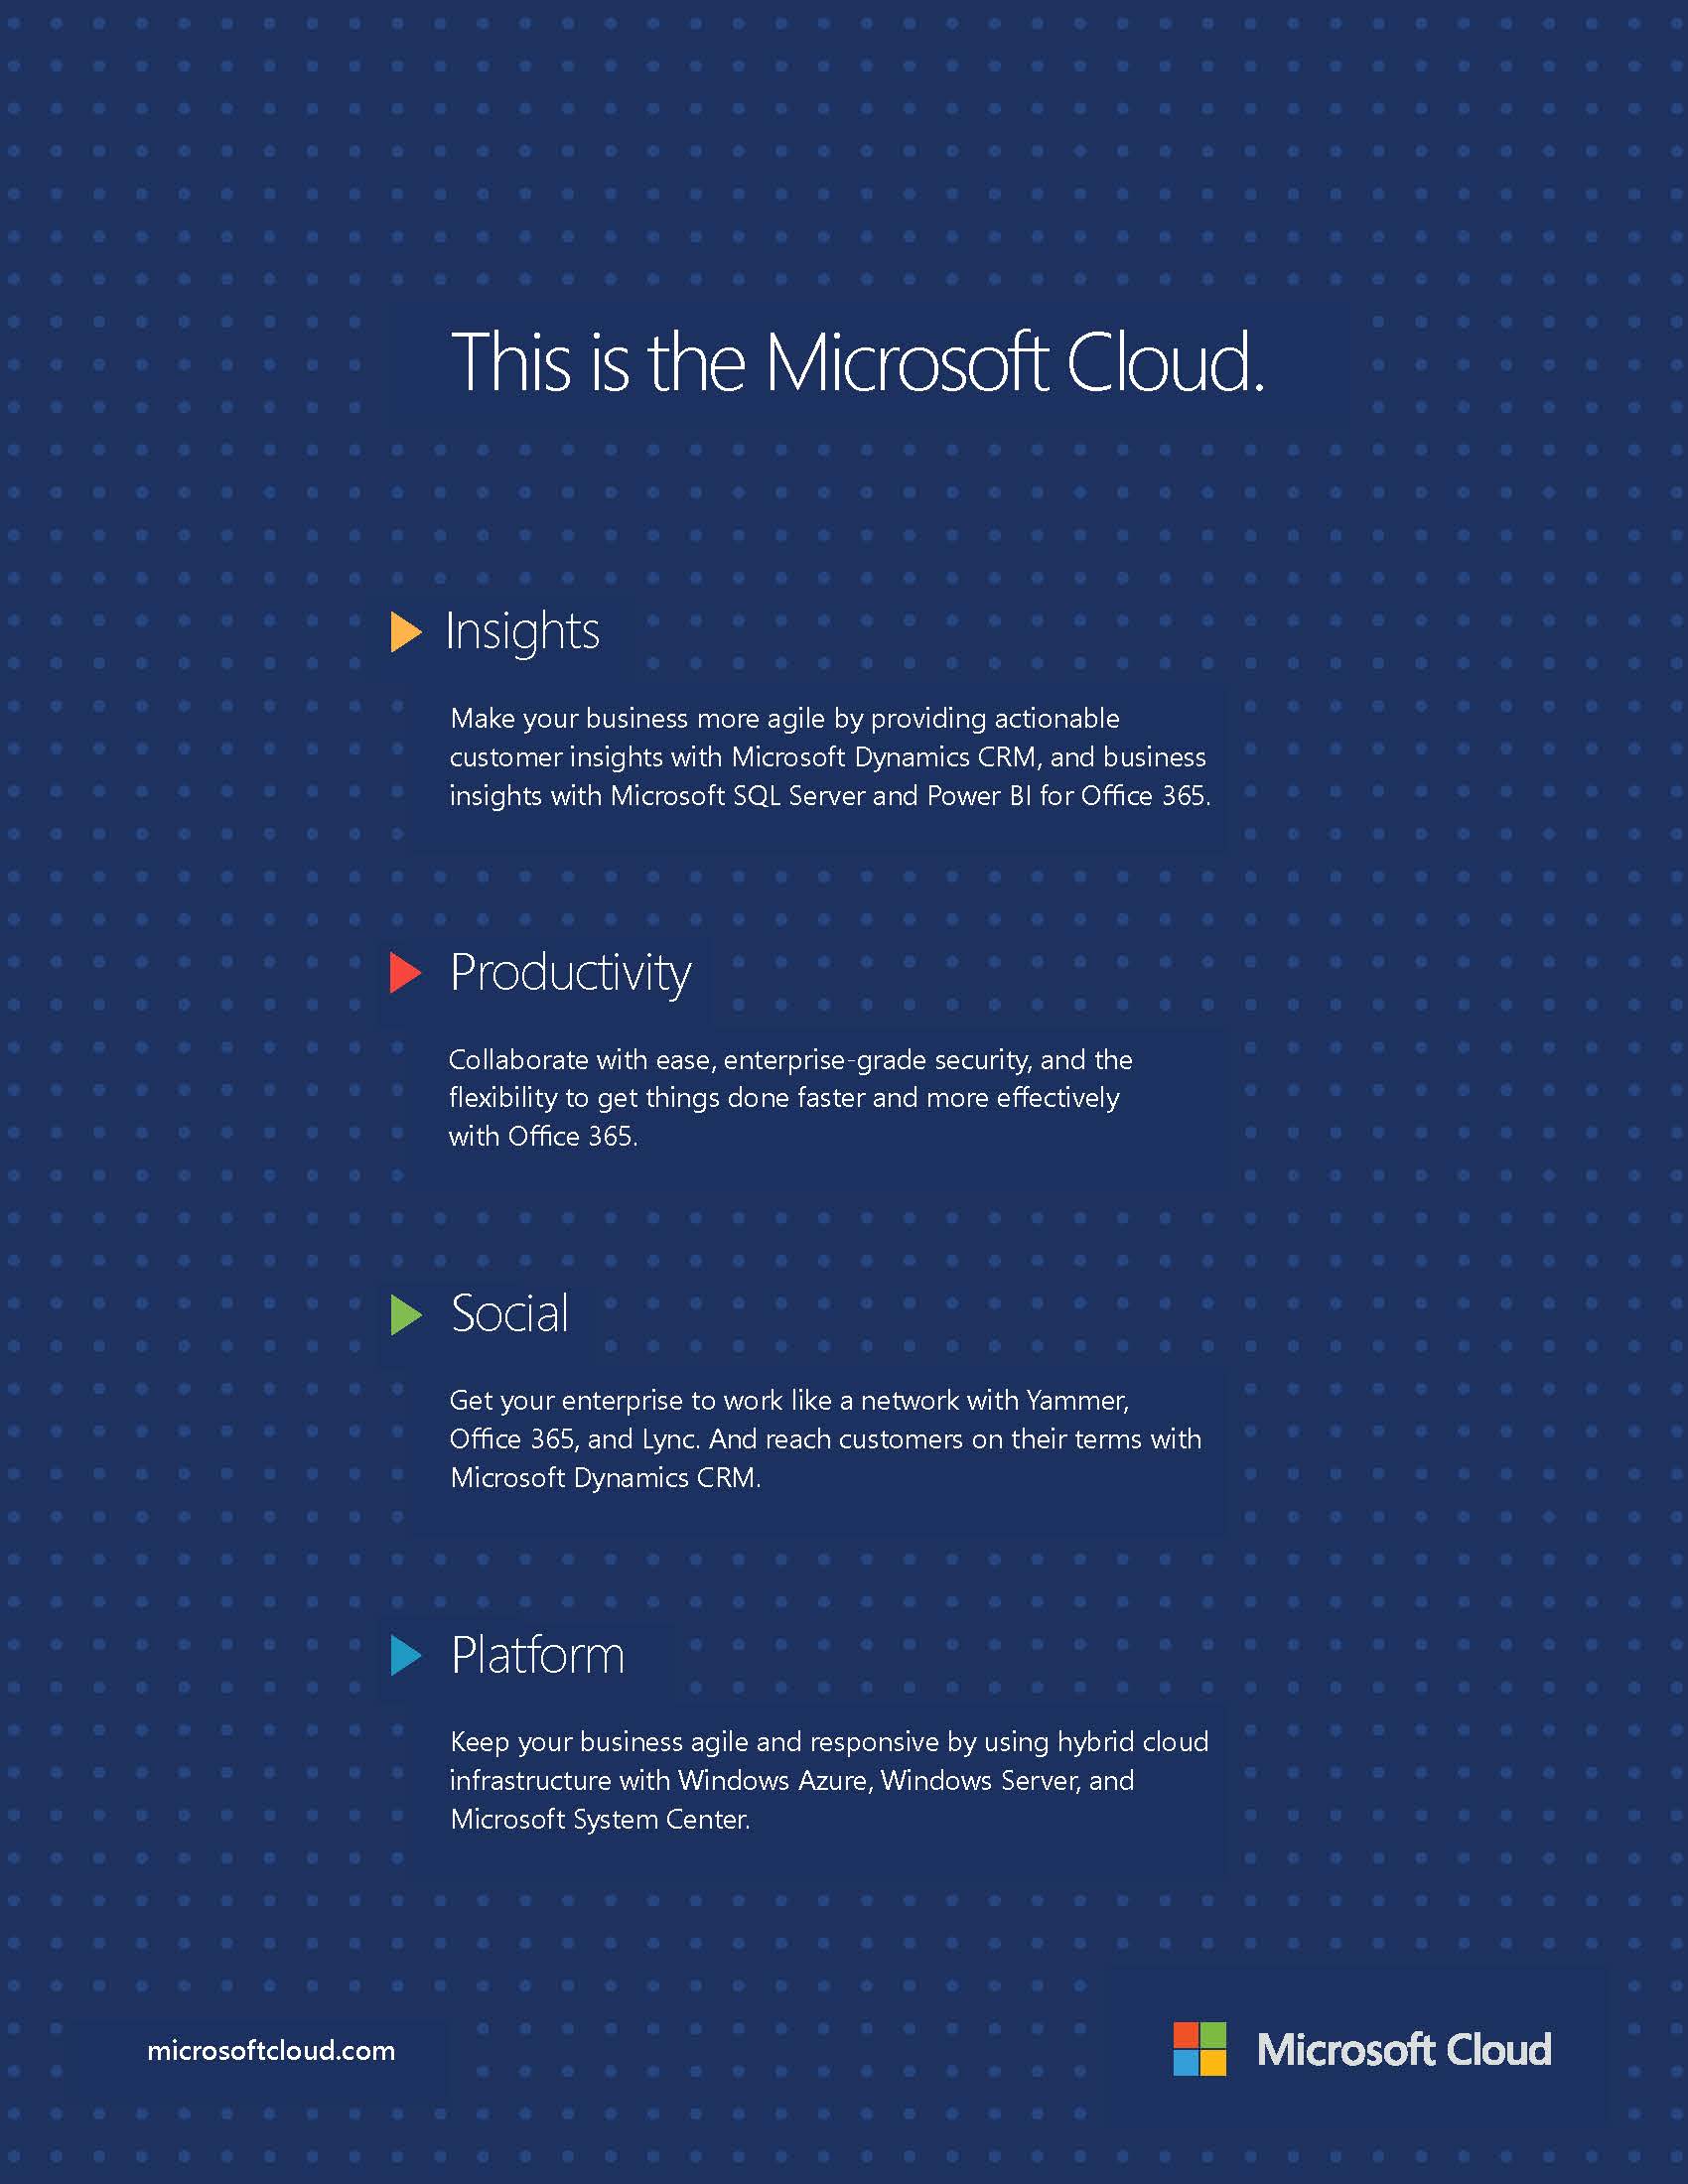 This is the Microsoft Cloud.
Insights
Make your business more agile by providing actionable
customer insights with Microsoft Dynamics CRM, and business
insights with Microsoft SQL Server and Power BI for Office 365.
Productivity
Collaborate with ease, enterprise-grade security, and the
flexibility to get things done faster and more effectively
with Office 365.
Social
Get your enterprise to work like a network with Yammer,
Office 365, and Lync. And reach customers on their terms with
Microsoft Dynamics CRM.
Platform
Keep your business agile and responsive by using hybrid cloud
infrastructure with Windows Azure, Windows Server, and
Microsoft System Center.
microsoftcloud.com
Microsoft Cloud